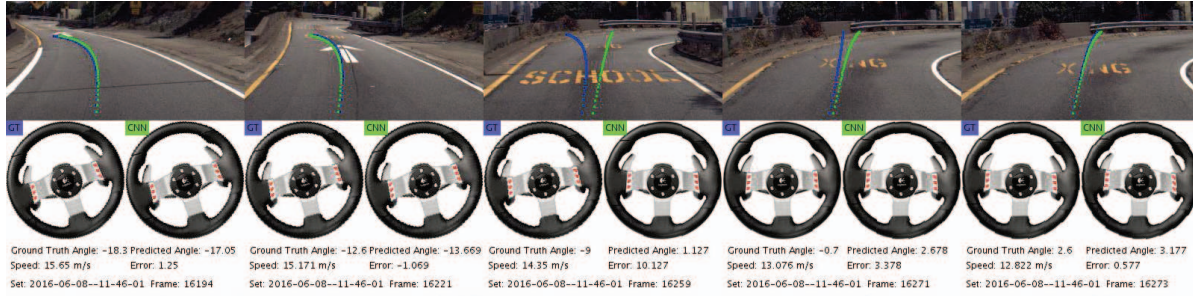 SCHOOL
XING
XING
GT CNN GT CNN GT CNN GT CNN GT CNN
Ground Truth Angle: -18.3 Predicted Angle: -17.05 Ground Truth Angle: -12.6 Predicted Angle: -13.669 Ground Truth Angle: -9 Predicted Angle: 1.127 Ground Truth Angle: -0.7 Predicted Angle: 2.678 Ground Truth Angle: 2.6 Predicted Angle: 3.177
Speed: 15.65 m/s Error: 1.25 Speed: 15.171 m/s Error: -1.069 Speed: 14.35 m/s Error: 10.127 Speed: 13.076 m/s Error: 3.378 Speed: 12.822 m/s Error: 0.577
Set: 2016-06-08--11-46-01 Frame: 16194 Set: 2016-06-08--11-46-01 Frame: 16221 Set: 2016-06-08--11-46-01 Frame: 16259 Set: 2016-06-08--11-46-01 Frame: 16271 Set: 2016-06-08--11-46-01 Frame: 16273